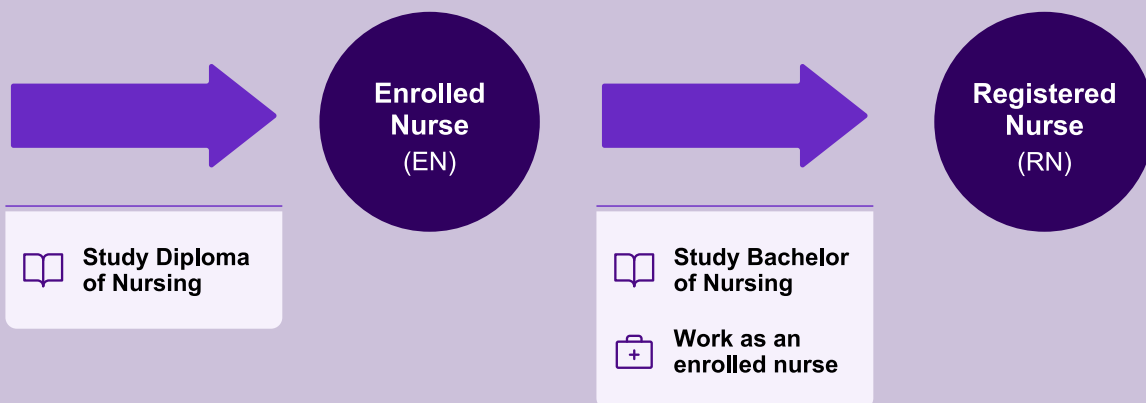 Enrolled
Nurse
(EN)
Registered
Nurse
(RN)
Study Diploma
of Nursing
Study Bachelor
of Nursing
Work as an
enrolled nurse